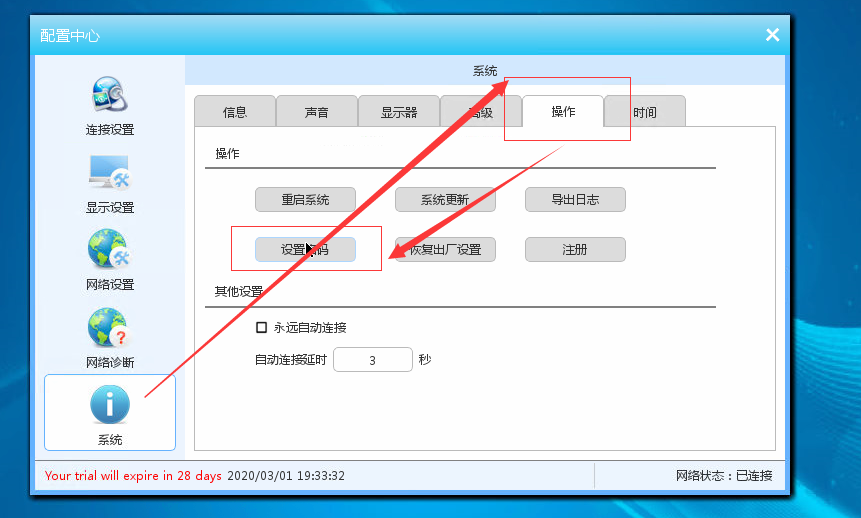 配置中心
系统
连接设置
显示设置
网络设置
网络诊断
系统
信息 声音 显示器 高级 操作 时间
操作
重启系统 系统更新 导出日志
设置 码 恢复出厂设置 注册
其他设置
永远自动连接
自动连接延时 3 秒
Your trial will expire in 28 days 2020/03/01 19:33:32
网络状态：已连接